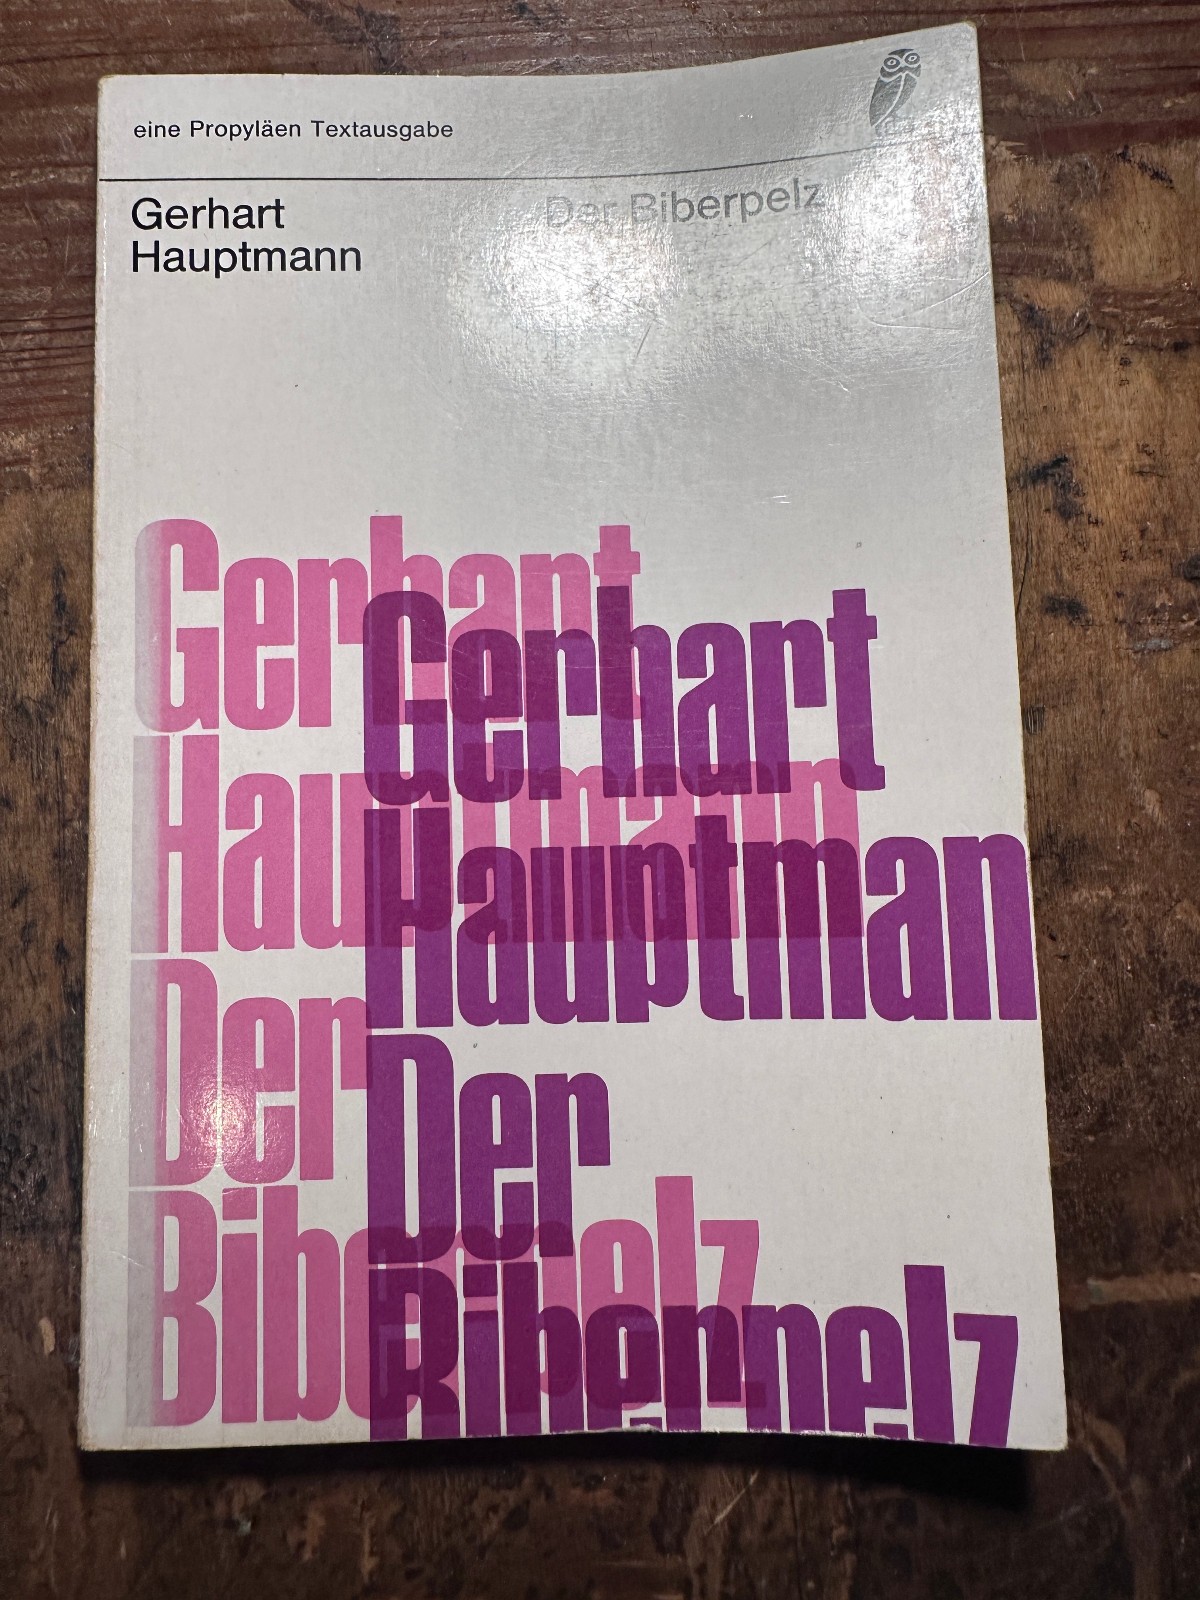 eine Propyläen Textausgabe
Gerhart
Hauptmann
Der Biberpelz
Gerhart
Hauptmann
Der
Biberpelz
Gerhart
Hauptman
Der
Biberpelz